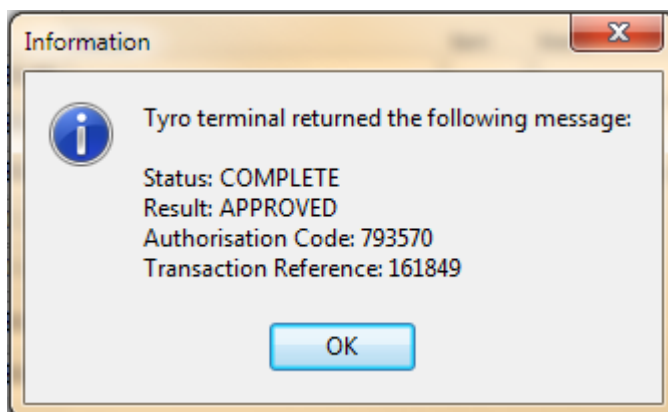 Information
Tyro terminal returned the following message:
Status: COMPLETE
Result: APPROVED
Authorisation Code: 793570
Transaction Reference: 161849
OK